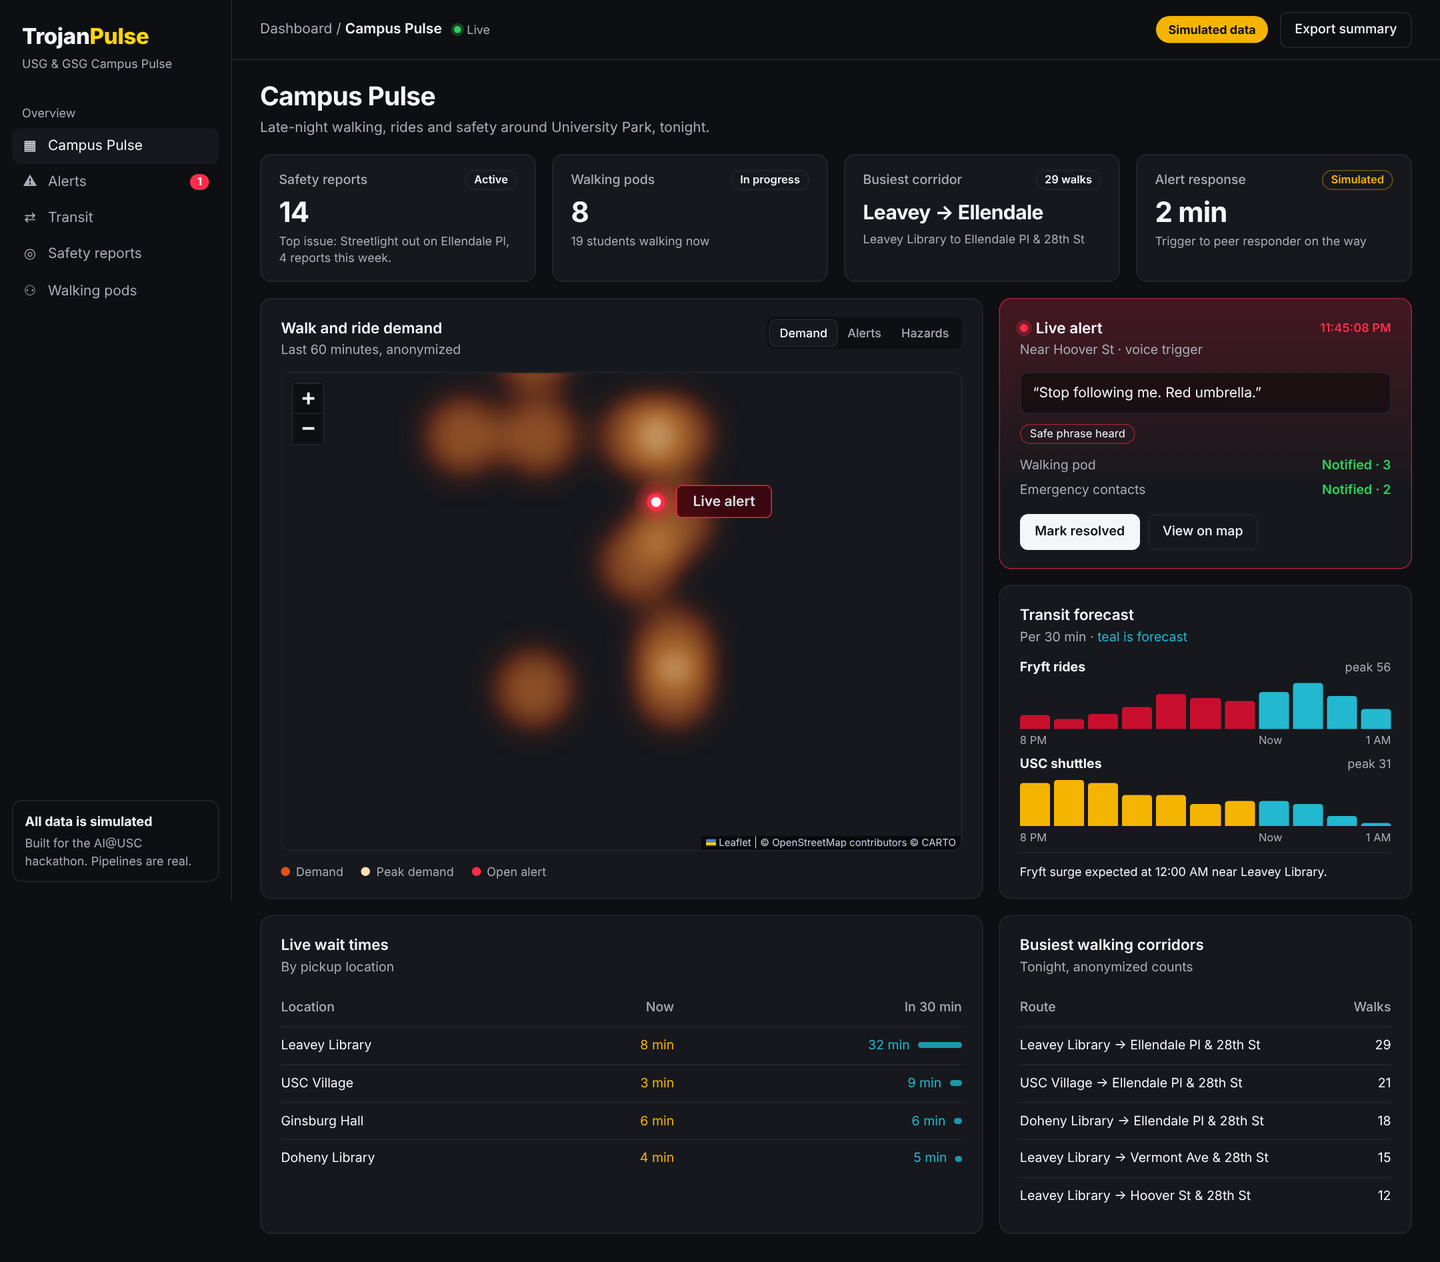 TrojanPulse
USG & GSG Campus Pulse
Overview
Campus Pulse
Alerts 1
Transit
Safety reports
Walking pods
All data is simulated
Built for the AI@USC
hackathon. Pipelines are real.
Dashboard / Campus Pulse Live
Simulated data
Export summary
Campus Pulse
Late-night walking, rides and safety around University Park, tonight.
Safety reports Active
14
Top issue: Streetlight out on Ellendale Pl,
4 reports this week.
Walking pods In progress
8
19 students walking now
Busiest corridor 29 walks
Leavey → Ellendale
Leavey Library to Ellendale Pl & 28th St
Alert response Simulated
2 min
Trigger to peer responder on the way
Walk and ride demand
Last 60 minutes, anonymized
Demand Alerts Hazards
+
−
Live alert
Leaflet | © OpenStreetMap contributors © CARTO
Demand Peak demand Open alert
Live alert 11:45:08 PM
Near Hoover St · voice trigger
“Stop following me. Red umbrella.”
Safe phrase heard
Walking pod Notified · 3
Emergency contacts Notified · 2
Mark resolved View on map
Transit forecast
Per 30 min · teal is forecast
Fryft rides peak 56
8 PM Now 1 AM
USC shuttles peak 31
8 PM Now 1 AM
Fryft surge expected at 12:00 AM near Leavey Library.
Live wait times
By pickup location
Location Now In 30 min
Leavey Library 8 min 32 min
USC Village 3 min 9 min
Ginsburg Hall 6 min 6 min
Doheny Library 4 min 5 min
Busiest walking corridors
Tonight, anonymized counts
Route Walks
Leavey Library → Ellendale Pl & 28th St 29
USC Village → Ellendale Pl & 28th St 21
Doheny Library → Ellendale Pl & 28th St 18
Leavey Library → Vermont Ave & 28th St 15
Leavey Library → Hoover St & 28th St 12